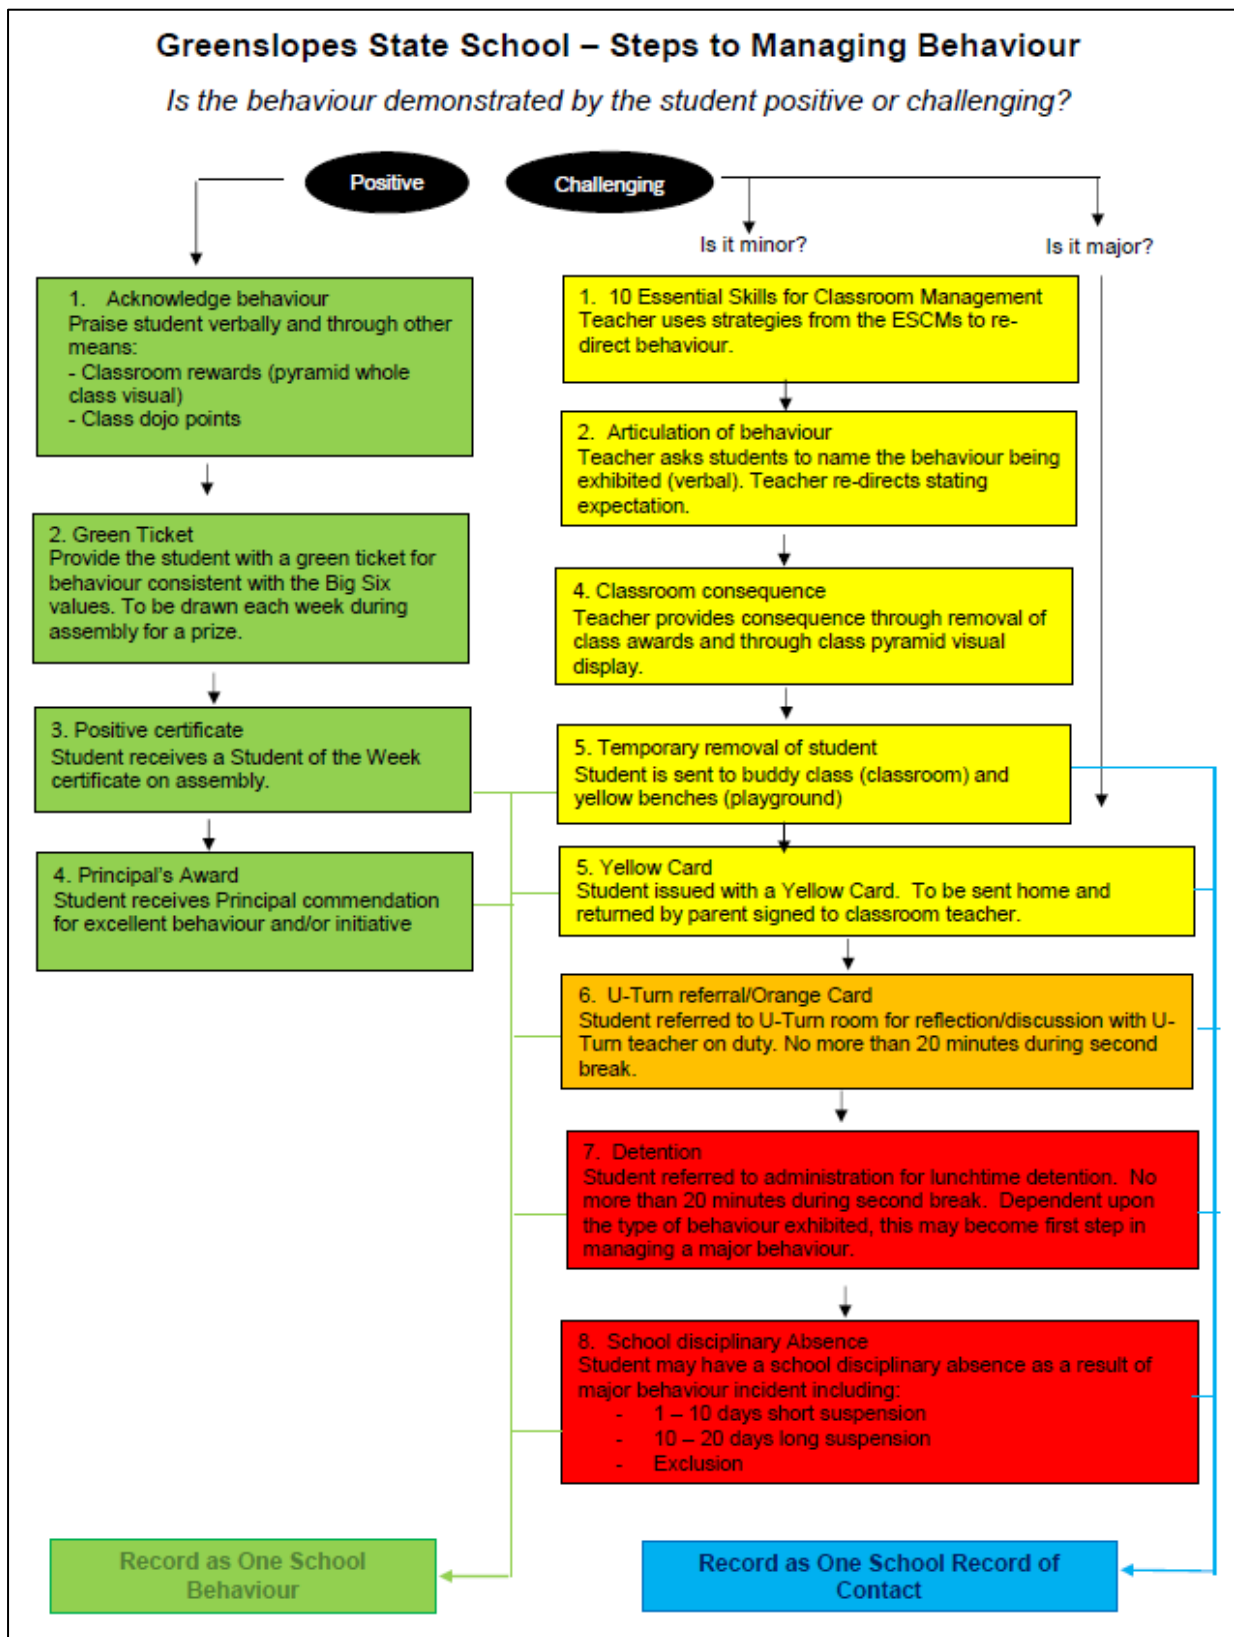 Greenslopes State School – Steps to Managing Behaviour
Is the behaviour demonstrated by the student positive or challenging?
Positive
Challenging
Is it minor?
Is it major?
1. Acknowledge behaviour
Praise student verbally and through other
means:
- Classroom rewards (pyramid whole
class visual)
- Class dojo points
2. Green Ticket
Provide the student with a green ticket for
behaviour consistent with the Big Six
values. To be drawn each week during
assembly for a prize.
3. Positive certificate
Student receives a Student of the Week
certificate on assembly.
4. Principal's Award
Student receives Principal commendation
for excellent behaviour and/or initiative
1. 10 Essential Skills for Classroom Management
Teacher uses strategies from the ESCMs to re-
direct behaviour.
2. Articulation of behaviour
Teacher asks students to name the behaviour being
exhibited (verbal). Teacher re-directs stating
expectation.
4. Classroom consequence
Teacher provides consequence through removal of
class awards and through class pyramid visual
display.
5. Temporary removal of student
Student is sent to buddy class (classroom) and
yellow benches (playground)
5. Yellow Card
Student issued with a Yellow Card. To be sent home and
returned by parent signed to classroom teacher.
6. U-Turn referral/Orange Card
Student referred to U-Turn room for reflection/discussion with U-
Turn teacher on duty. No more than 20 minutes during second
break.
7. Detention
Student referred to administration for lunchtime detention. No
more than 20 minutes during second break. Dependent upon
the type of behaviour exhibited, this may become first step in
managing a major behaviour.
8. School disciplinary Absence
Student may have a school disciplinary absence as a result of
major behaviour incident including:
- 1 – 10 days short suspension
- 10 – 20 days long suspension
- Exclusion
Record as One School
Behaviour
Record as One School Record of
Contact